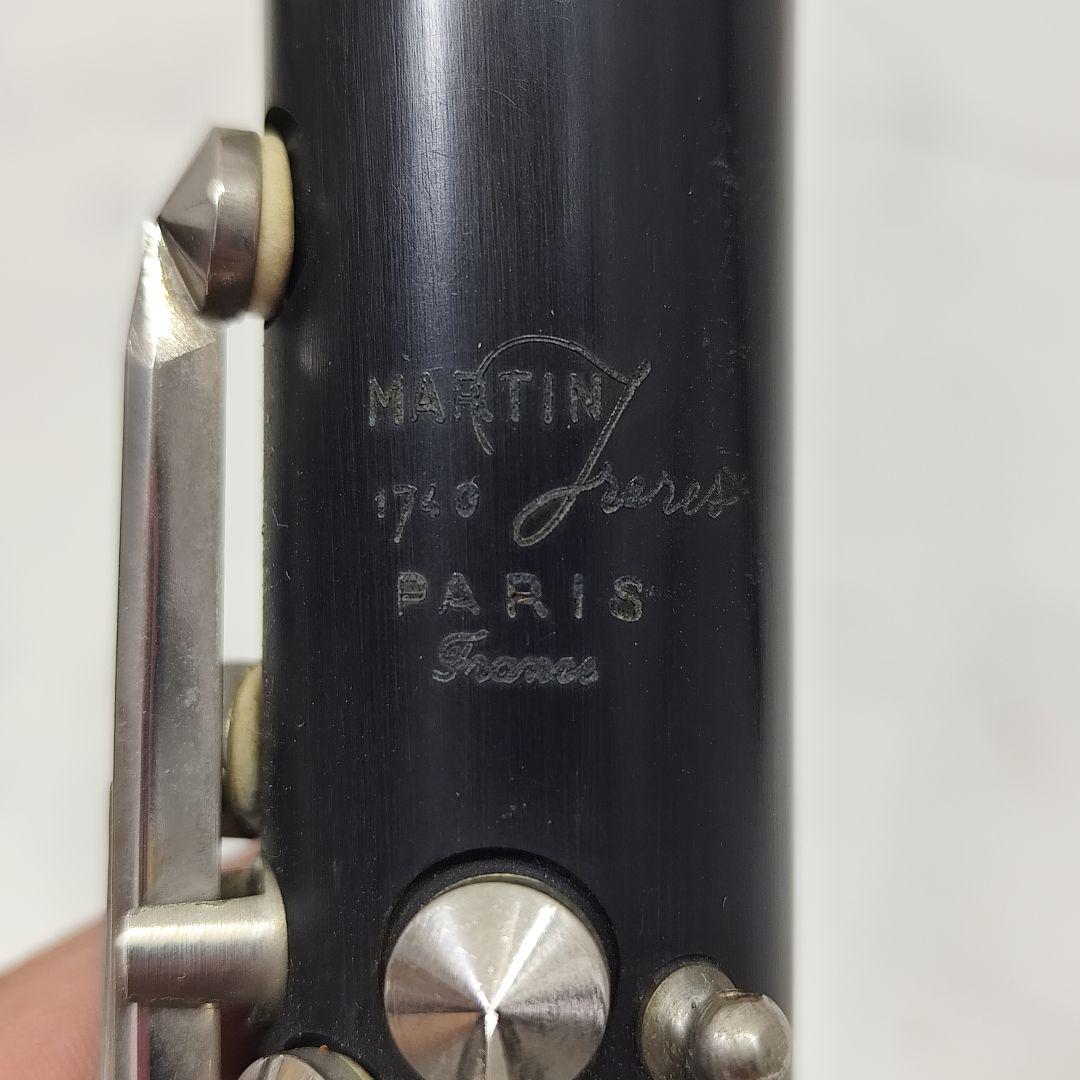 MARTIN
Freres
1740
PARIS
France